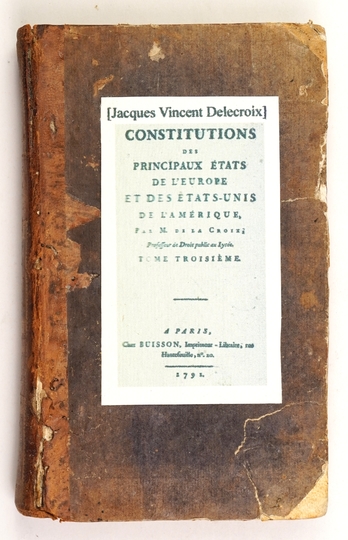 [Jacques Vincent Delecroix]
CONSTITUTIONS
DES
PRINCIPAUX ÉTATS
DE L'EUROPE
ET DES ÉTATS-UNIS
DE L'AMÉRIQUE,
PAR M. DE LA CROIX,
Professeur de Droit public au Lycée.
TOME TROISIÈME.
A PARIS,
Chez BUISSON, Imprimeur-Libraire, rue
Hautefeuille, n°. 20.
1791.